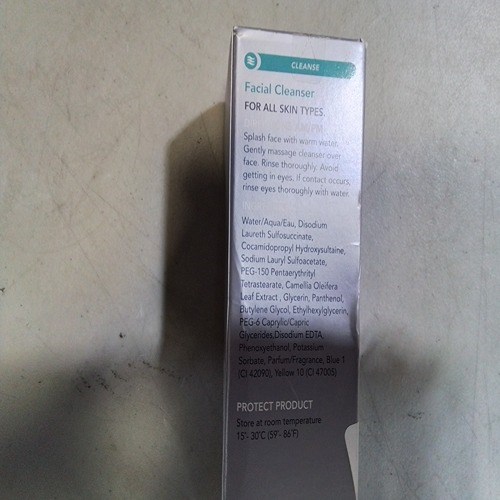 CLEANSE
Facial Cleanser
FOR ALL SKIN TYPES
Splash face with warm water.
Gently massage cleanser over
face. Rinse thoroughly. Avoid
getting in eyes. If contact occurs,
rinse eyes thoroughly with water.
Water/Aqua/Eau, Disodium
Laureth Sulfosuccinate,
Cocamidopropyl Hydroxysultaine,
Sodium Lauryl Sulfoacetate,
PEG-150 Pentaerythrityl
Tetrastearate, Camellia Oleifera
Leaf Extract, Glycerin, Panthenol,
Butylene Glycol, Ethylhexylglycerin,
PEG-6 Caprylic/Capric
Glycerides,Disodium EDTA,
Phenoxyethanol, Potassium
Sorbate, Parfum/Fragrance, Blue 1
(CI 42090), Yellow 10 (CI 47005)
PROTECT PRODUCT
Store at room temperature
15°- 30°C (59°- 86°F)